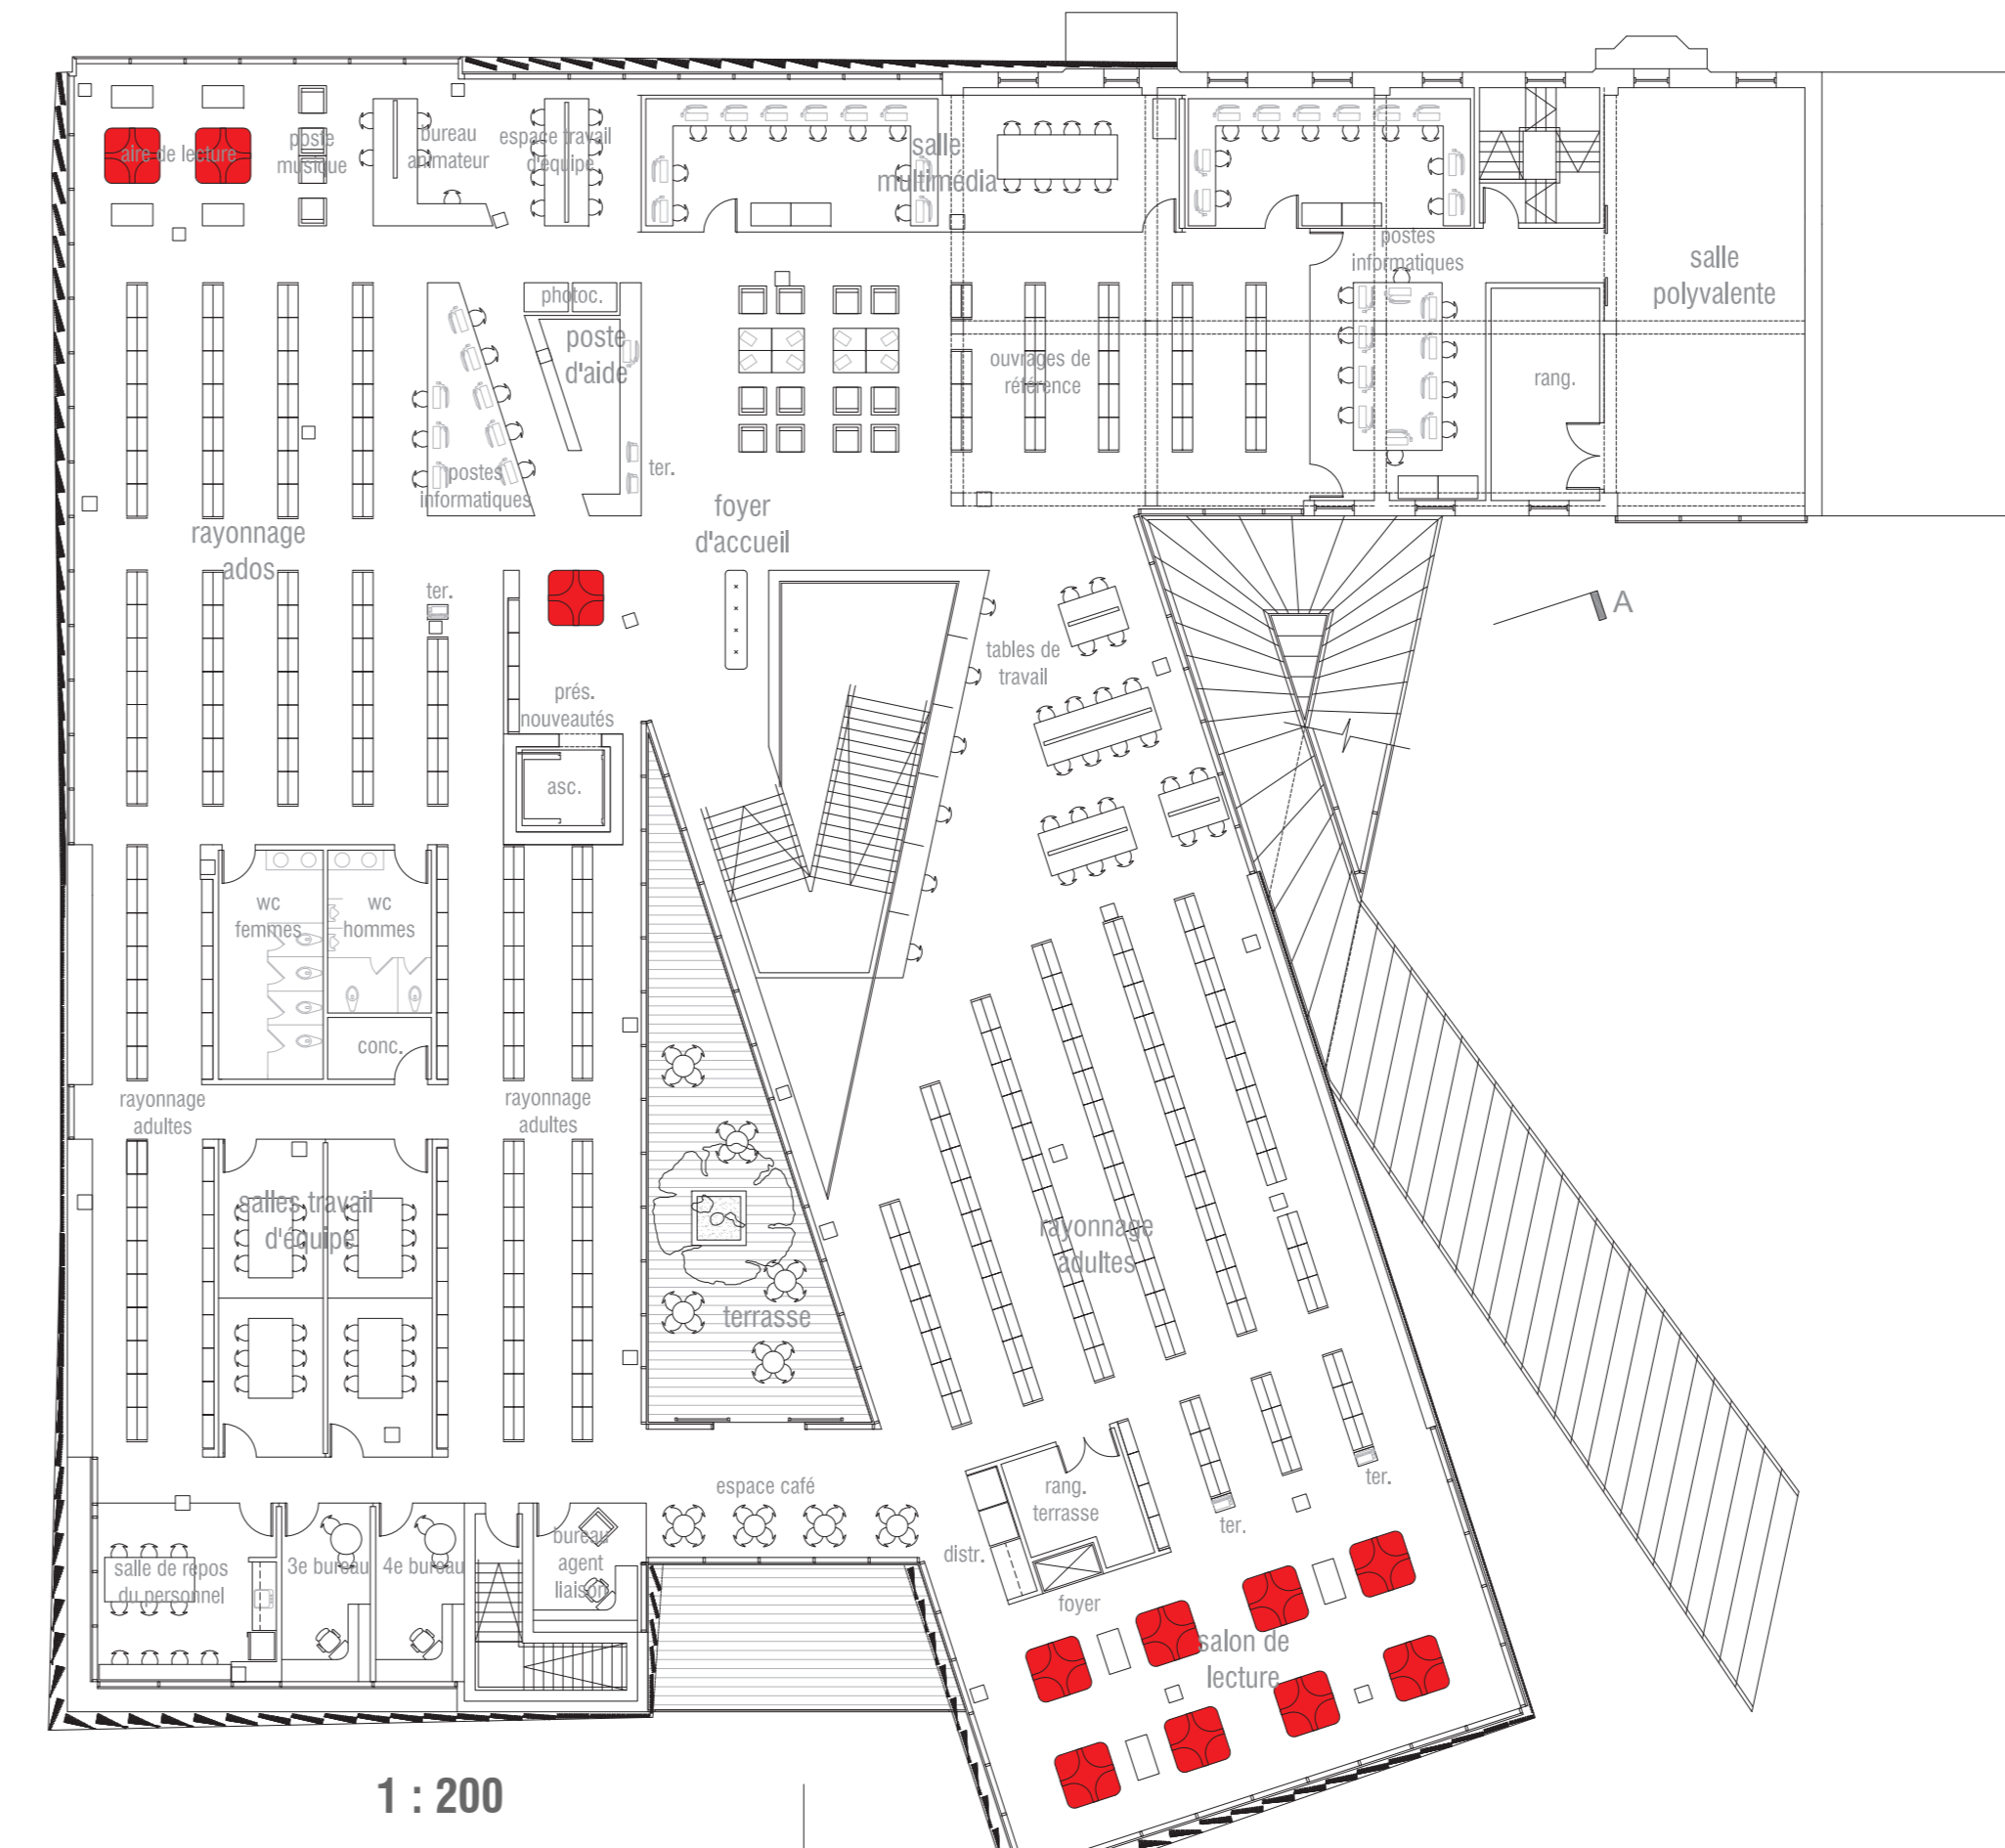 aire de lecture
poste
musique
bureau
animateur
espace travail
d'équipe
salle
multimédia
postes
informatiques
salle
polyvalente
photoc.
poste
d'aide
ouvrages de
référence
rang.
ter.
postes
informatiques
foyer
d'accueil
rayonnage
ados
ter.
A
tables de
travail
prés.
nouveautés
asc.
wc
femmes
wc
hommes
conc.
rayonnage
adultes
rayonnage
adultes
salles travail
d'équipe
rayonnage
adultes
terrasse
espace café
rang.
terrasse
ter.
ter.
distr.
foyer
salle de repos
du personnel
3e bureau
4e bureau
bureau
agent
liaison
salon de
lecture
1 : 200